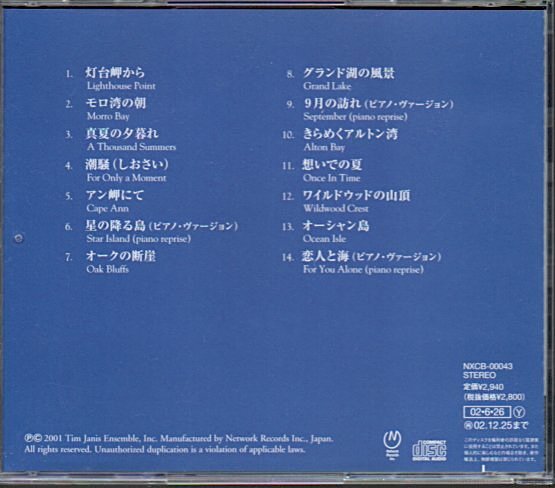 1. 灯台岬から
Lighthouse Point
2. モロ湾の朝
Morro Bay
3. 真夏の夕暮れ
A Thousand Summers
4. 潮騒(しおさい)
For Only a Moment
5. アン岬にて
Cape Ann
6. 星の降る島(ピアノ・ヴァージョン)
Star Island (piano reprise)
7. オークの断崖
Oak Bluffs
8. グランド湖の風景
Grand Lake
9. 9月の訪れ(ピアノ・ヴァージョン)
September (piano reprise)
10. きらめくアルトン湾
Alton Bay
11. 想いでの夏
Once In Time
12. ワイルドウッドの山頂
Wildwood Crest
13. オーシャン島
Ocean Isle
14. 恋人と海(ピアノ・ヴァージョン)
For You Alone (piano reprise)
NXCB-00043
STEREO
定価¥2,940
(税抜価格¥2,800)
02・6・26 Y
02.12.25まで
ⓅⒸ2001 Tim Janis Ensemble, Inc. Manufactured by Network Records Inc., Japan.
All rights reserved. Unauthorized duplication is a violation of applicable laws.
Network
Records
Inc.
COMPACT
disc
DIGITAL AUDIO